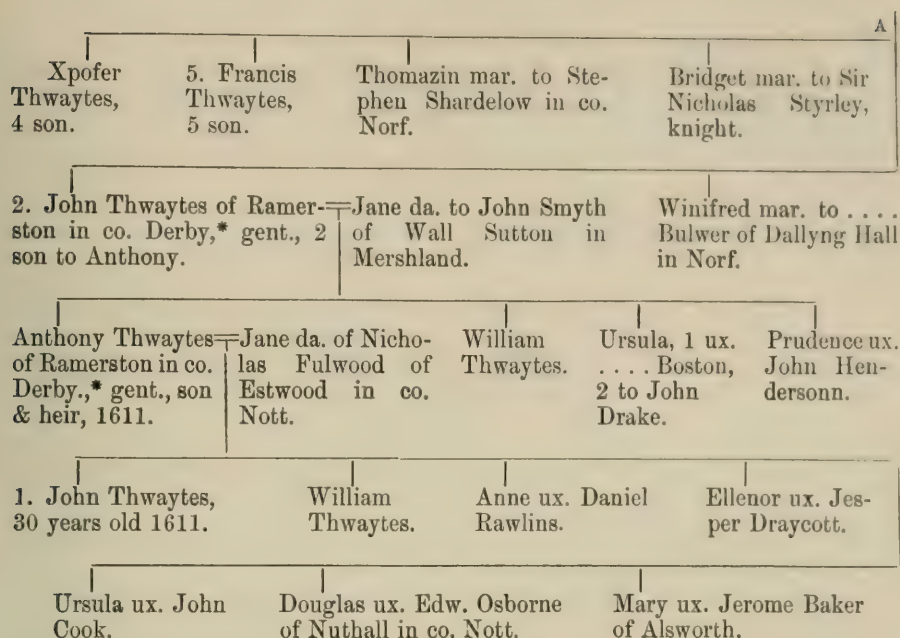 A
Xpofer
Thwaytes,
4 son.
5. Francis
Thwaytes,
5 son.
Thomazin mar. to Ste-
phen Shardelow in co.
Norf.
Bridget mar. to Sir
Nicholas Styrley,
knight.
2. John Thwaytes of Ramer-
ston in co. Derby,* gent., 2
son to Anthony.
Jane da. to John Smyth
of Wall Sutton in
Mershland.
Winifred mar. to . . . .
Bulwer of Dallyng Hall
in Norf.
Anthony Thwaytes
of Ramerston in co.
Derby.,* gent., son
& heir, 1611.
Jane da. of Nicho-
las Fulwood of
Estwood in co.
Nott.
William
Thwaytes.
Ursula, 1 ux.
. . . . Boston,
2 to John
Drake.
Prudence ux.
John Hen-
dersonn.
1. John Thwaytes,
30 years old 1611.
William
Thwaytes.
Anne ux. Daniel
Rawlins.
Ellenor ux. Jes-
per Draycott.
Ursula ux. John
Cook.
Douglas ux. Edw. Osborne
of Nuthall in co. Nott.
Mary ux. Jerome Baker
of Alsworth.